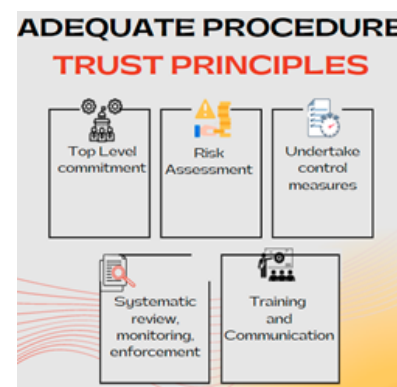 ADEQUATE PROCEDURE
TRUST PRINCIPLES
Top Level
commitment
Risk
Assessment
Undertake
control
measures
Systematic
review,
monitoring,
enforcement
Training
and
Communication